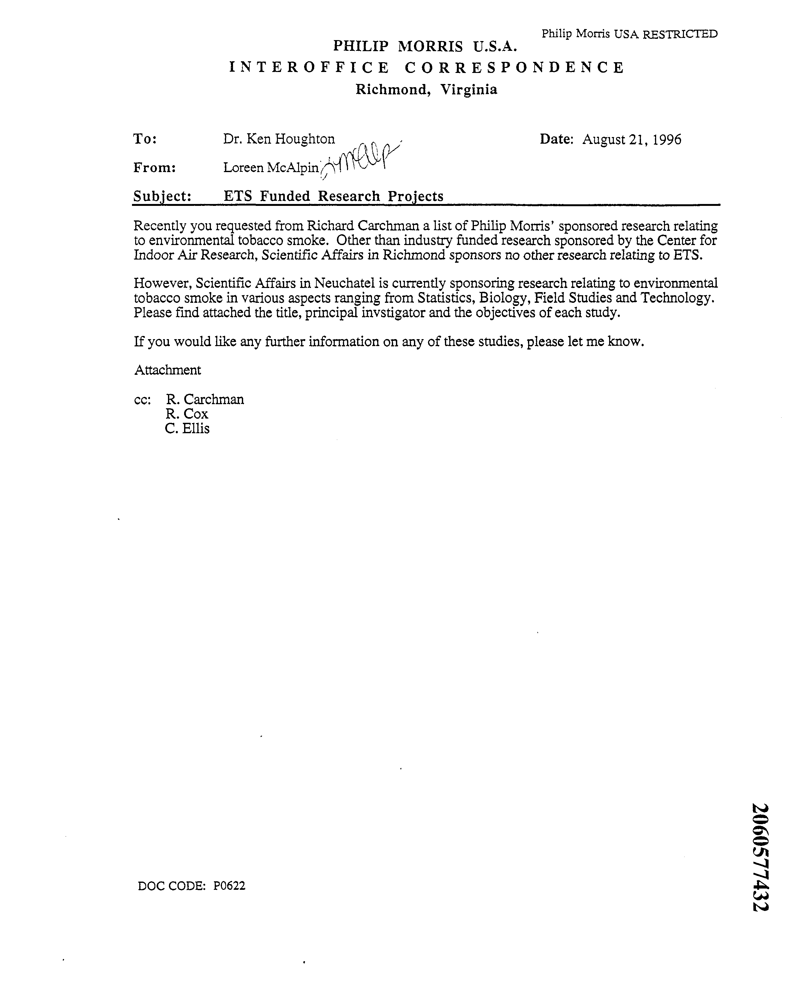 Philip Morris USA RESTRICTED
PHILIP MORRIS U.S.A.
INTEROFFICE CORRESPONDENCE
Richmond, Virginia
To: Dr. Ken Houghton Date: August 21, 1996
From: Loreen McAlpin
Subject: ETS Funded Research Projects
Recently you requested from Richard Carchman a list of Philip Morris' sponsored research relating
to environmental tobacco smoke. Other than industry funded research sponsored by the Center for
Indoor Air Research, Scientific Affairs in Richmond sponsors no other research relating to ETS.
However, Scientific Affairs in Neuchatel is currently sponsoring research relating to environmental
tobacco smoke in various aspects ranging from Statistics, Biology, Field Studies and Technology.
Please find attached the title, principal invstigator and the objectives of each study.
If you would like any further information on any of these studies, please let me know.
Attachment
cc: R. Carchman
R. Cox
C. Ellis
DOC CODE: P0622
2060577432